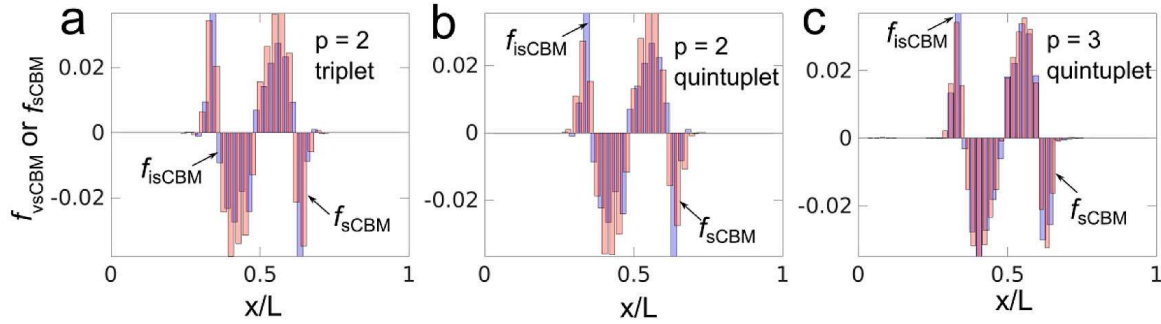 a
b
c
f_vsCBM or f_sCBM
0.02
0
-0.02
f_isCBM
f_sCBM
p = 2
triplet
0
0.5
1
x/L
0.02
0
-0.02
f_isCBM
f_sCBM
p = 2
quintuplet
0
0.5
1
x/L
0.02
0
-0.02
f_isCBM
f_sCBM
p = 3
quintuplet
0
0.5
1
x/L